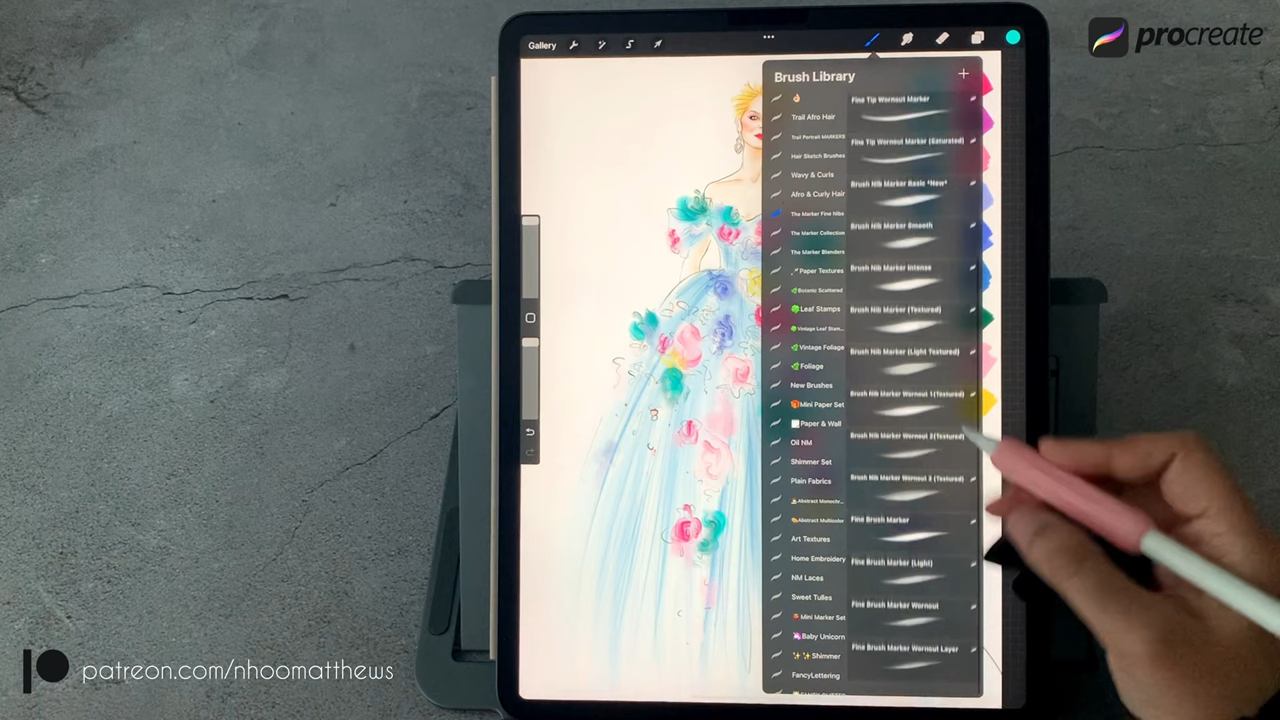 procreate
Gallery
Brush Library
Trail Afro Hair
Trail Portrait MARKERS
Hair Sketch Brushes
Wavy & Curls
Afro & Curly Hair
The Marker Fine Nibs
The Marker Collection
The Marker Blenders
Paper Textures
Botanic Scattered
Leaf Stamps
Vintage Leaf Stam...
Vintage Foliage
Foliage
New Brushes
Mini Paper Set
Paper & Wall
Oil NM
Shimmer Set
Plain Fabrics
Abstract Monochr...
Abstract Multicolor
Art Textures
Home Embroidery
NM Laces
Sweet Tulles
Mini Marker Set
Baby Unicorn
Shimmer
FancyLettering
Fine Tip Wornout Marker
Fine Tip Wornout Marker (Saturated)
Brush Nib Marker Basic *New*
Brush Nib Marker Smooth
Brush Nib Marker Intense
Brush Nib Marker (Textured)
Brush Nib Marker (Light Textured)
Brush Nib Marker Wornout 1(Textured)
Brush Nib Marker Wornout 2(Textured)
Brush Nib Marker Wornout 3 (Textured)
Fine Brush Marker
Fine Brush Marker (Light)
Fine Brush Marker Wornout
Fine Brush Marker Wornout Layer
patreon.com/nhoomatthews